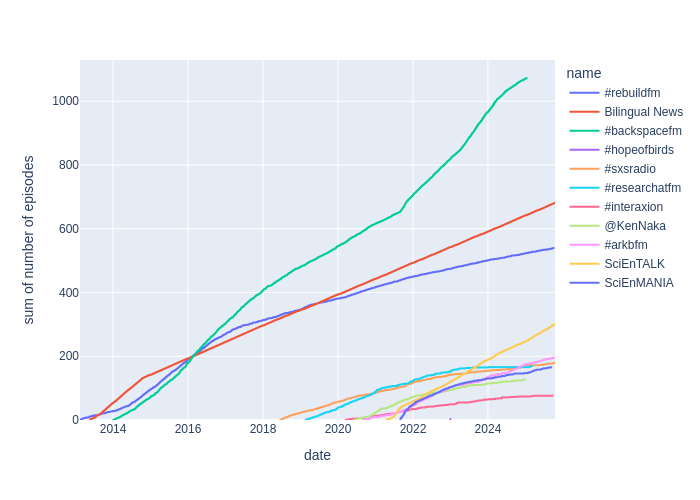 sum of number of episodes
1000
800
600
400
200
0
2014 2016 2018 2020 2022 2024
date
name
#rebuildfm
Bilingual News
#backspacefm
#hopeofbirds
#sxsradio
#researchatfm
#interaxion
@KenNaka
#arkbfm
SciEnTALK
SciEnMANIA